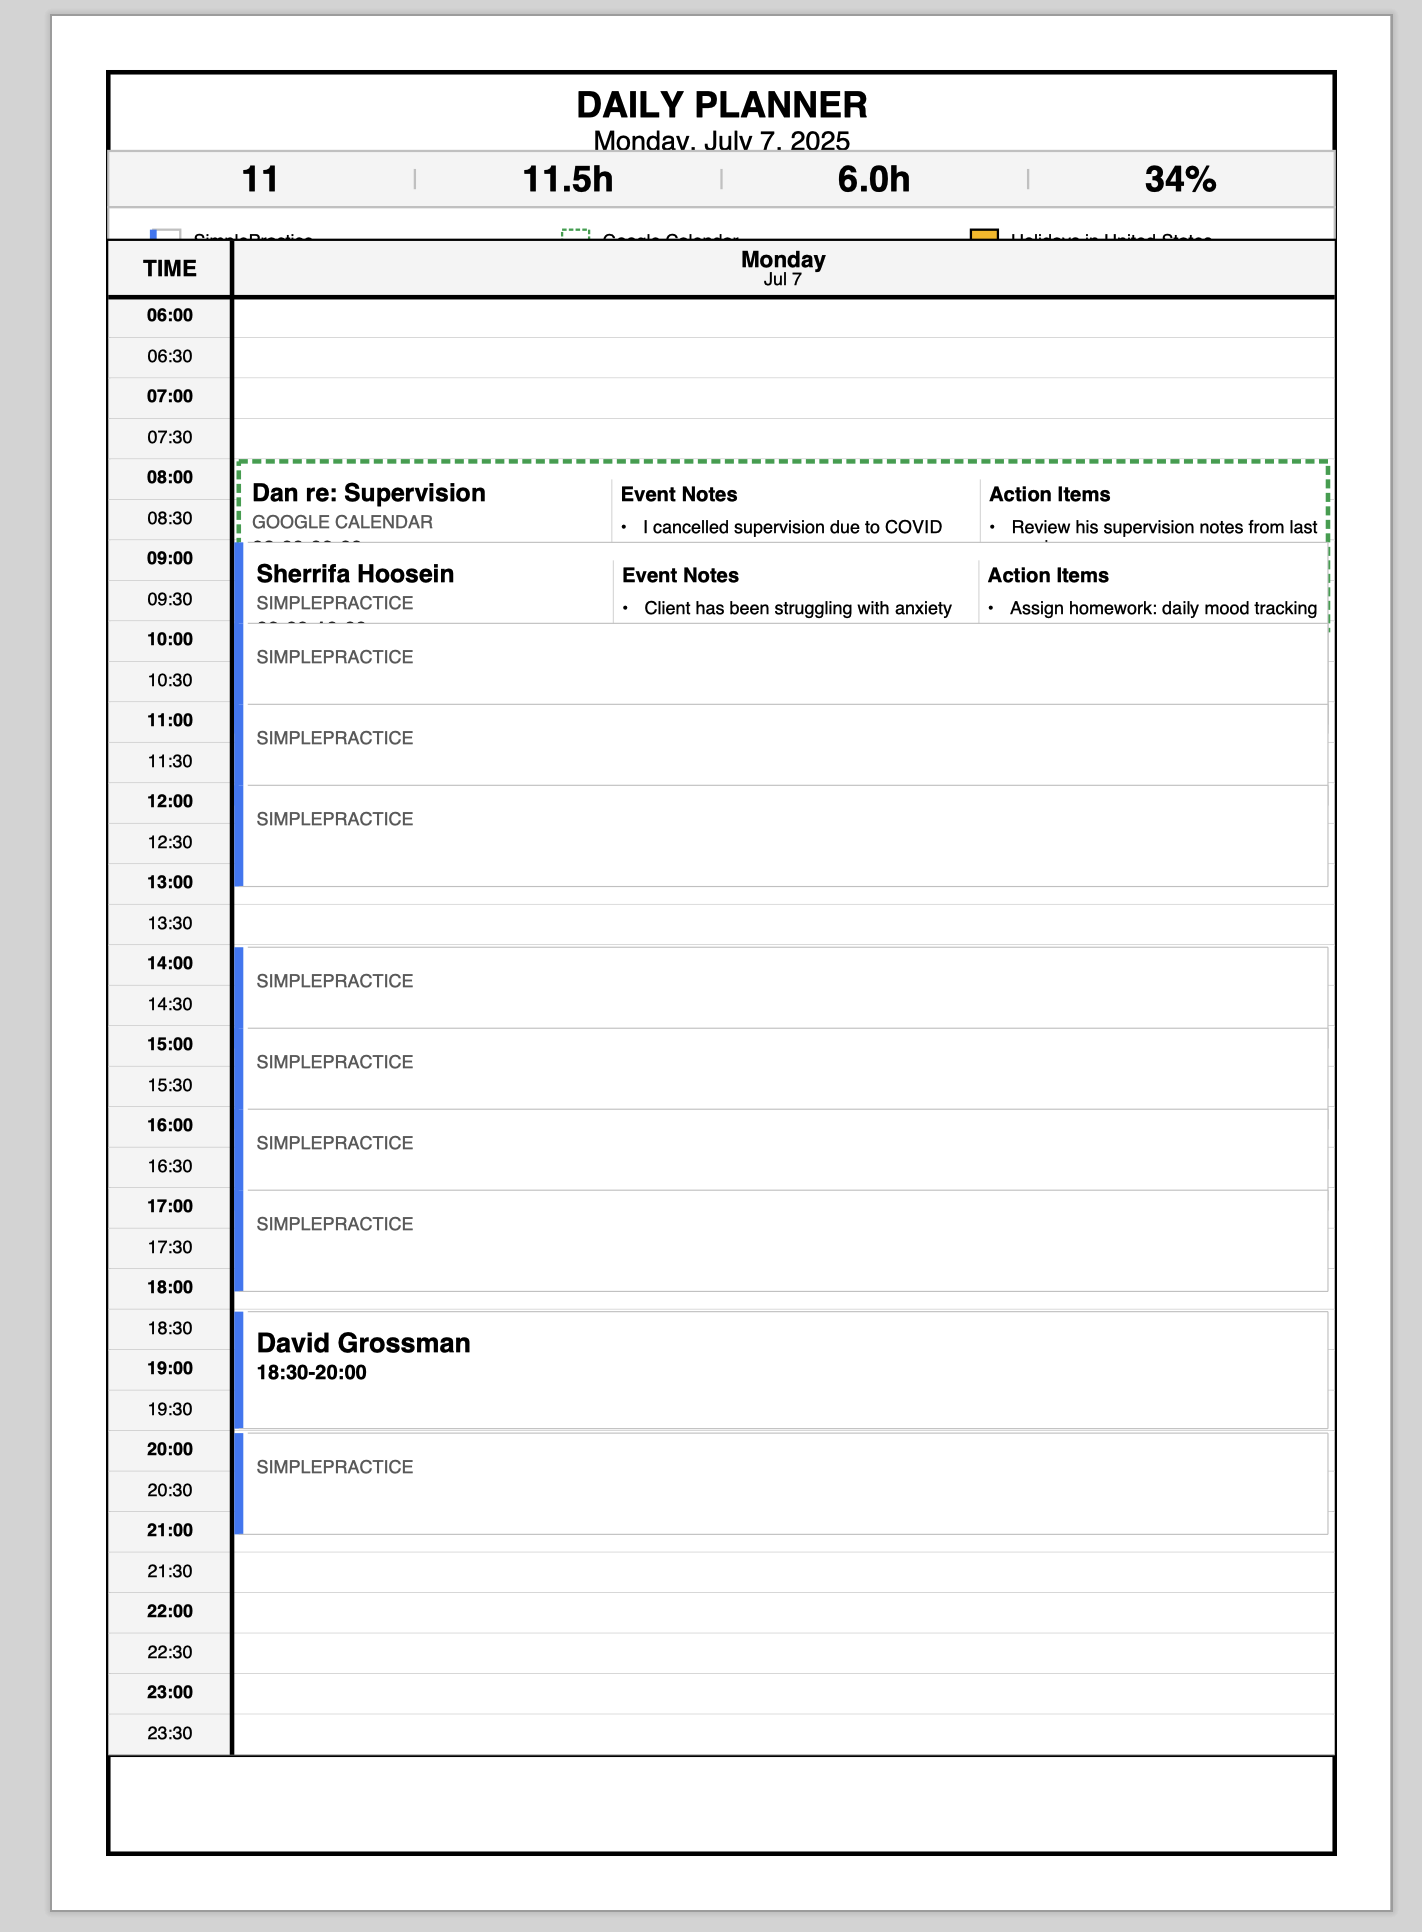 DAILY PLANNER
Monday, July 7, 2025
11 11.5h 6.0h 34%
SimplePractice Google Calendar Holidays in United States
TIME Monday
Jul 7
06:00
06:30
07:00
07:30
08:00
Dan re: Supervision Event Notes Action Items
08:30 GOOGLE CALENDAR • I cancelled supervision due to COVID • Review his supervision notes from last
09:00
Sherrifa Hoosein Event Notes Action Items
09:30 SIMPLEPRACTICE • Client has been struggling with anxiety • Assign homework: daily mood tracking
10:00
SIMPLEPRACTICE
10:30
11:00
SIMPLEPRACTICE
11:30
12:00
SIMPLEPRACTICE
12:30
13:00
13:30
14:00
SIMPLEPRACTICE
14:30
15:00
SIMPLEPRACTICE
15:30
16:00
SIMPLEPRACTICE
16:30
17:00
SIMPLEPRACTICE
17:30
18:00
18:30
David Grossman
19:00 18:30-20:00
19:30
20:00
SIMPLEPRACTICE
20:30
21:00
21:30
22:00
22:30
23:00
23:30